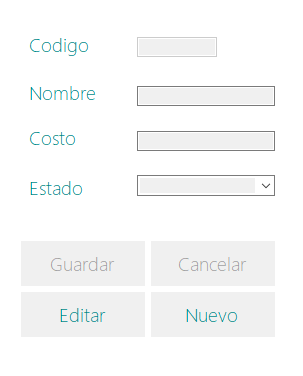 Codigo
Nombre
Costo
Estado
Guardar Cancelar
Editar Nuevo